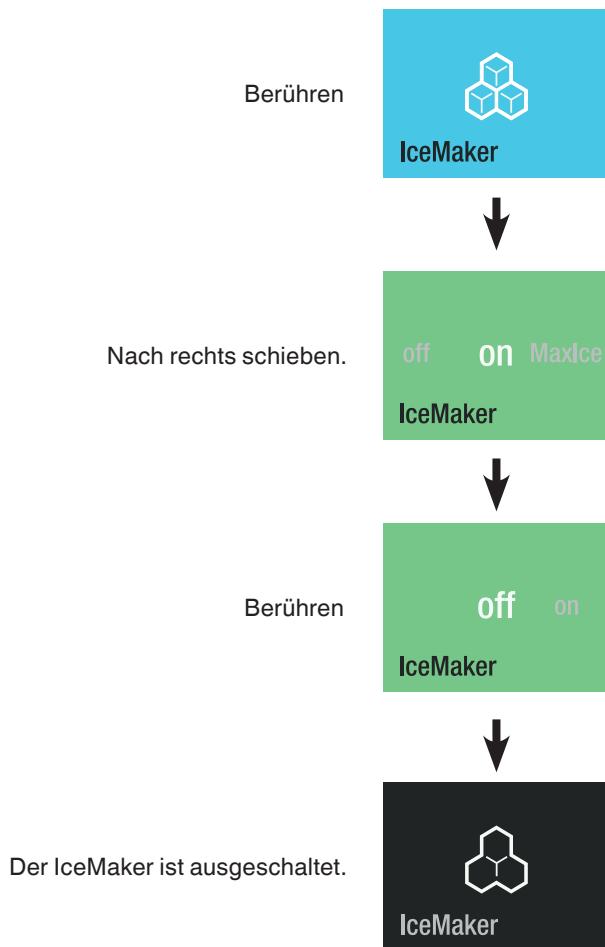 Berühren
IceMaker
Nach rechts schieben.
off on MaxIce
IceMaker
Berühren
off on
IceMaker
Der IceMaker ist ausgeschaltet.
IceMaker